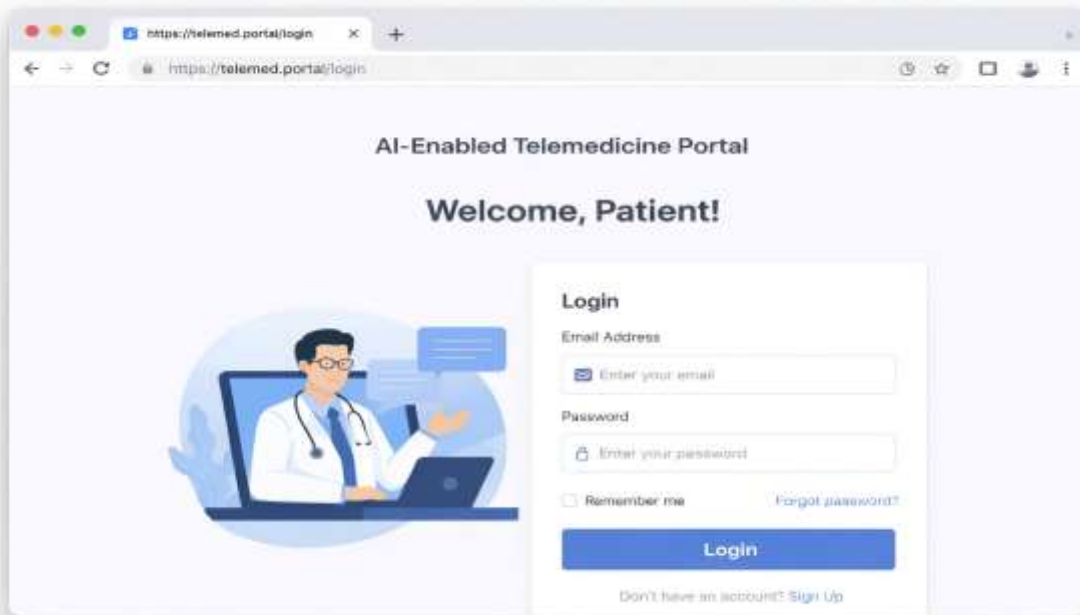 https://telemed.portal/login
https://telemed.portal/login
AI-Enabled Telemedicine Portal
Welcome, Patient!
Login
Email Address
Enter your email
Password
Enter your password
Remember me Forgot password?
Login
Don't have an account? Sign Up